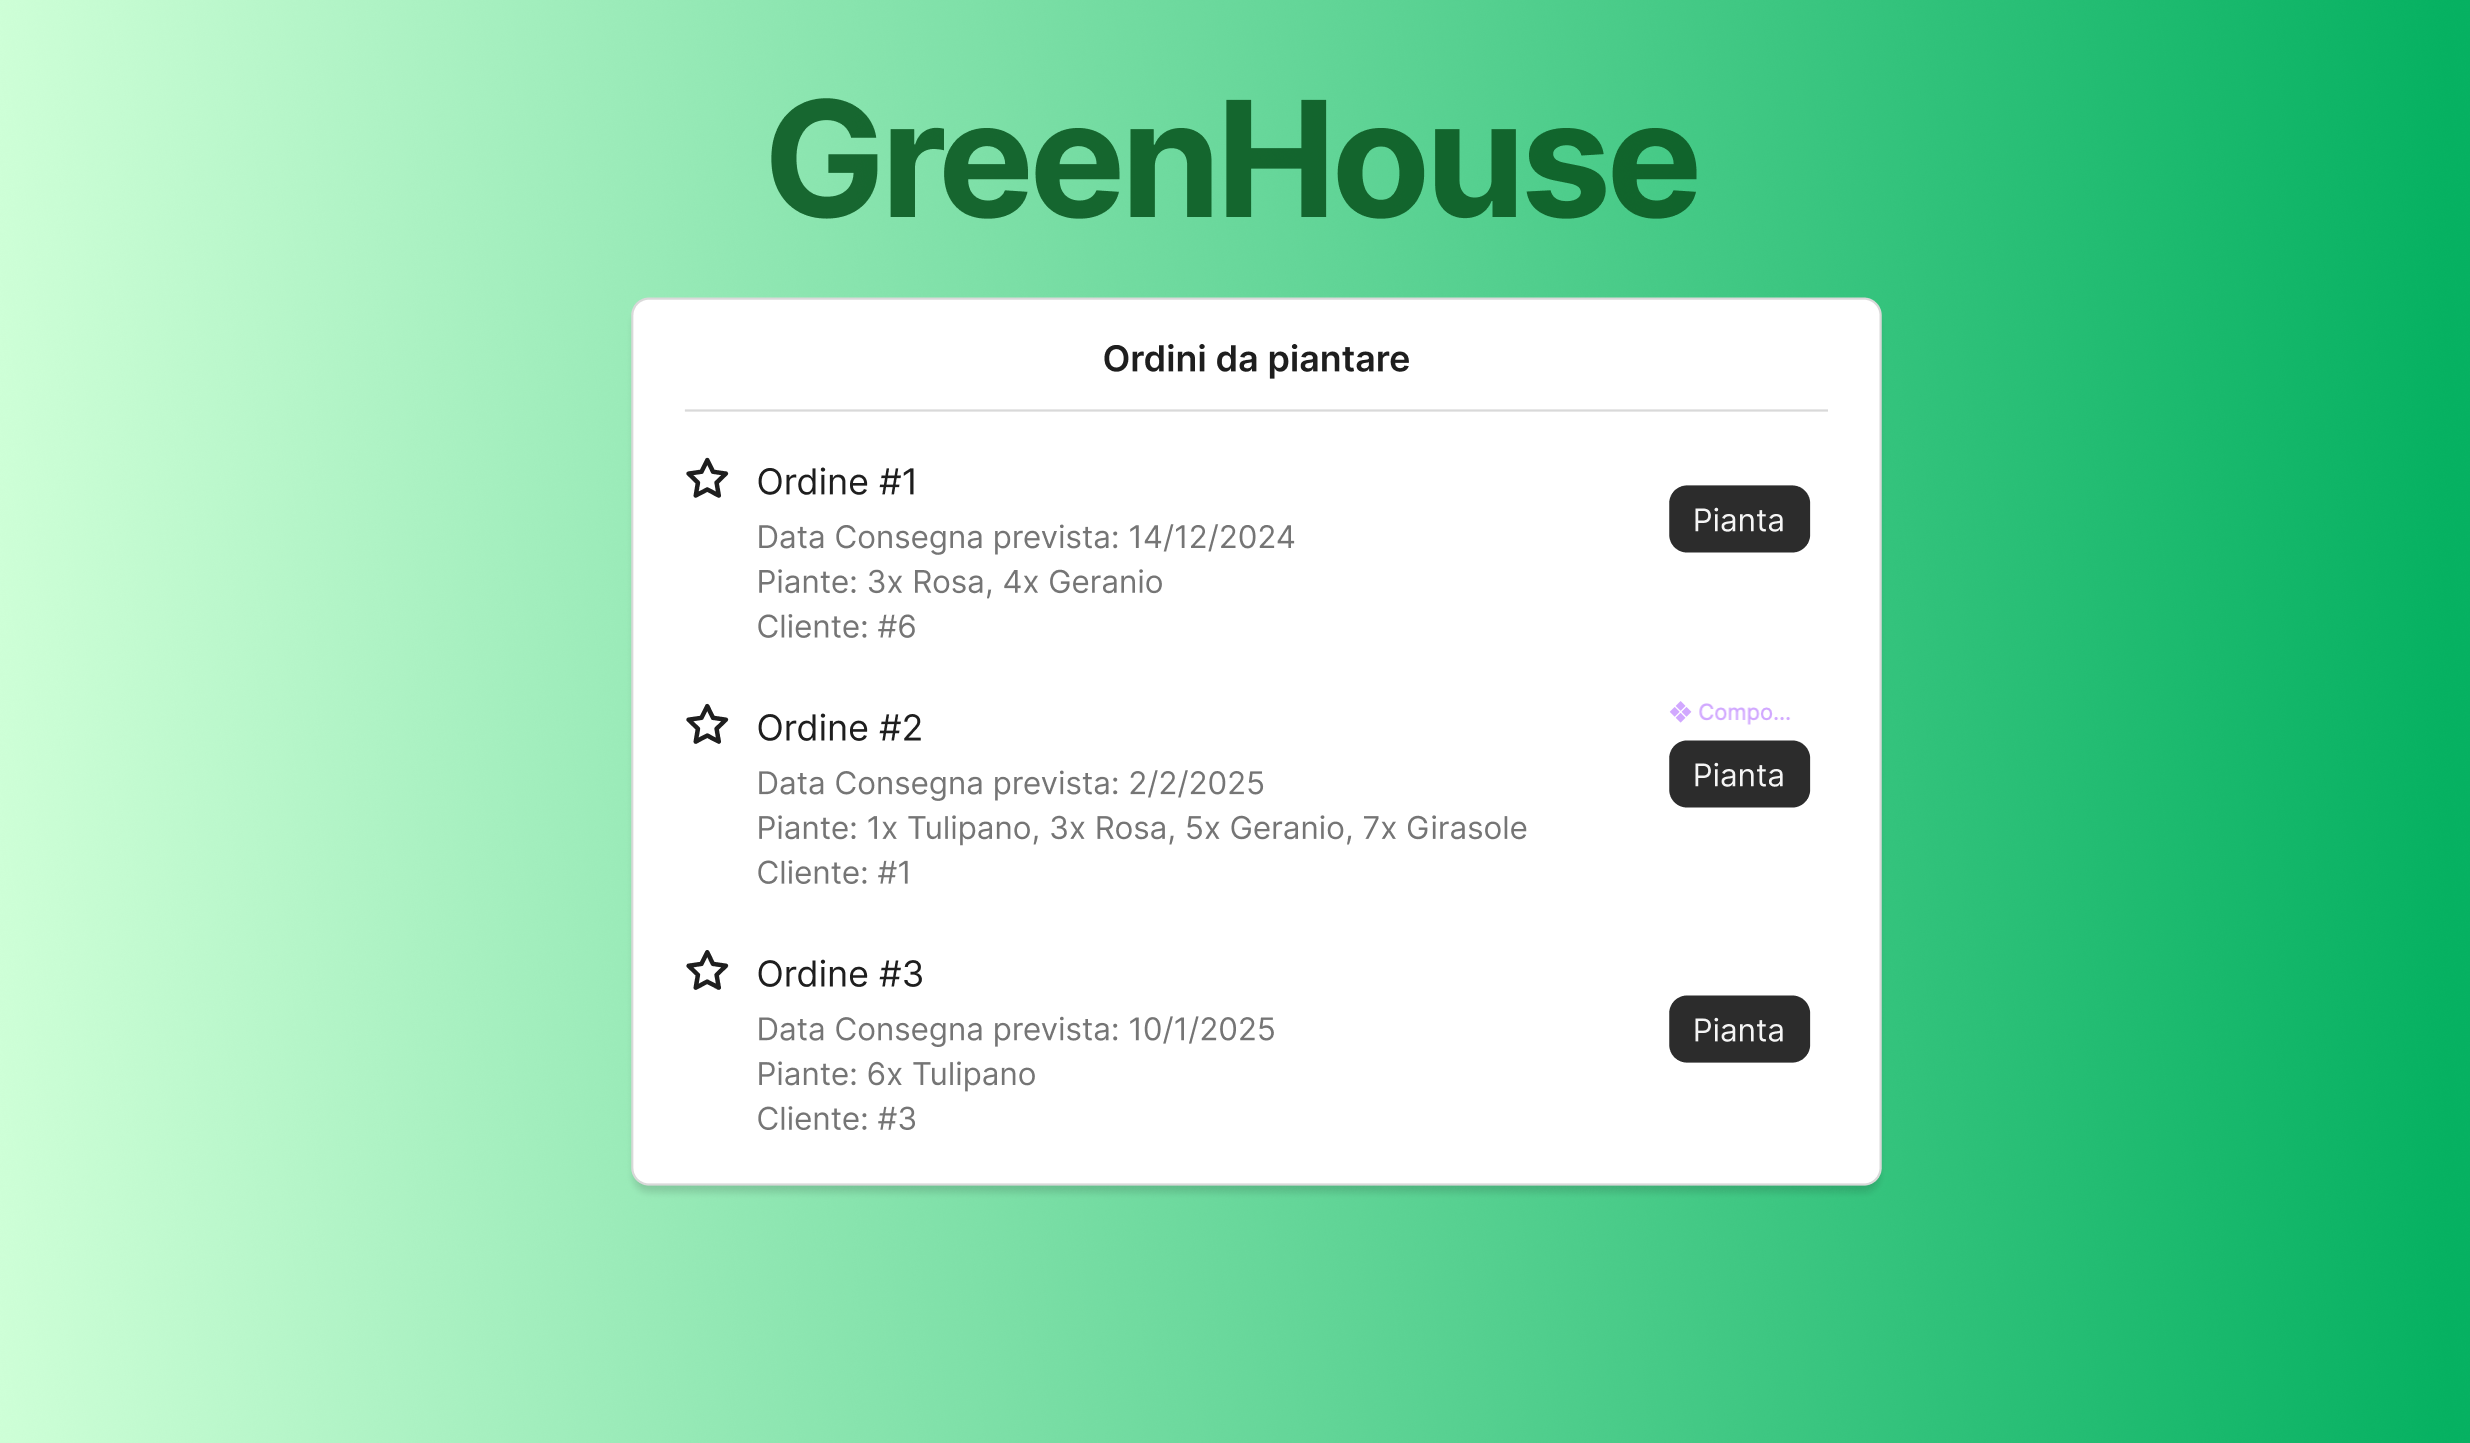 GreenHouse
Ordini da piantare
Ordine #1
Data Consegna prevista: 14/12/2024
Piante: 3x Rosa, 4x Geranio
Cliente: #6
Pianta
Ordine #2
Data Consegna prevista: 2/2/2025
Piante: 1x Tulipano, 3x Rosa, 5x Geranio, 7x Girasole
Cliente: #1
Compo...
Pianta
Ordine #3
Data Consegna prevista: 10/1/2025
Piante: 6x Tulipano
Cliente: #3
Pianta